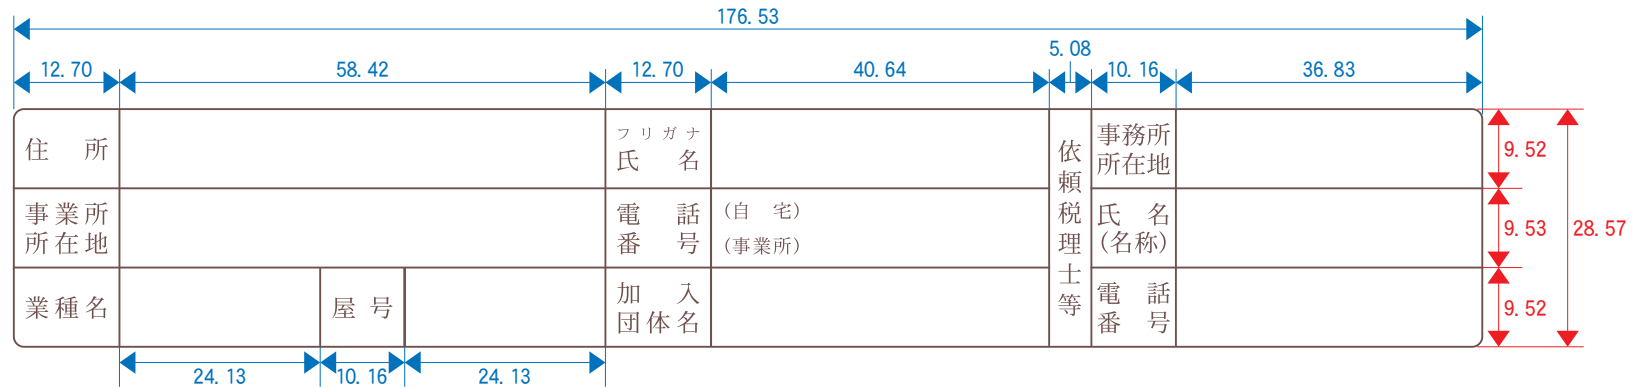 176.53
5.08
12.70 58.42 12.70 40.64 10.16 36.83
住 所
フリガナ
氏 名
依頼税理士等
事務所
所在地
9.52
事業所
所在地
電 話
番 号
(自 宅)
(事業所)
氏 名
(名称)
9.53
28.57
業種名
屋 号
加 入
団体名
電 話
番 号
9.52
24.13 10.16 24.13